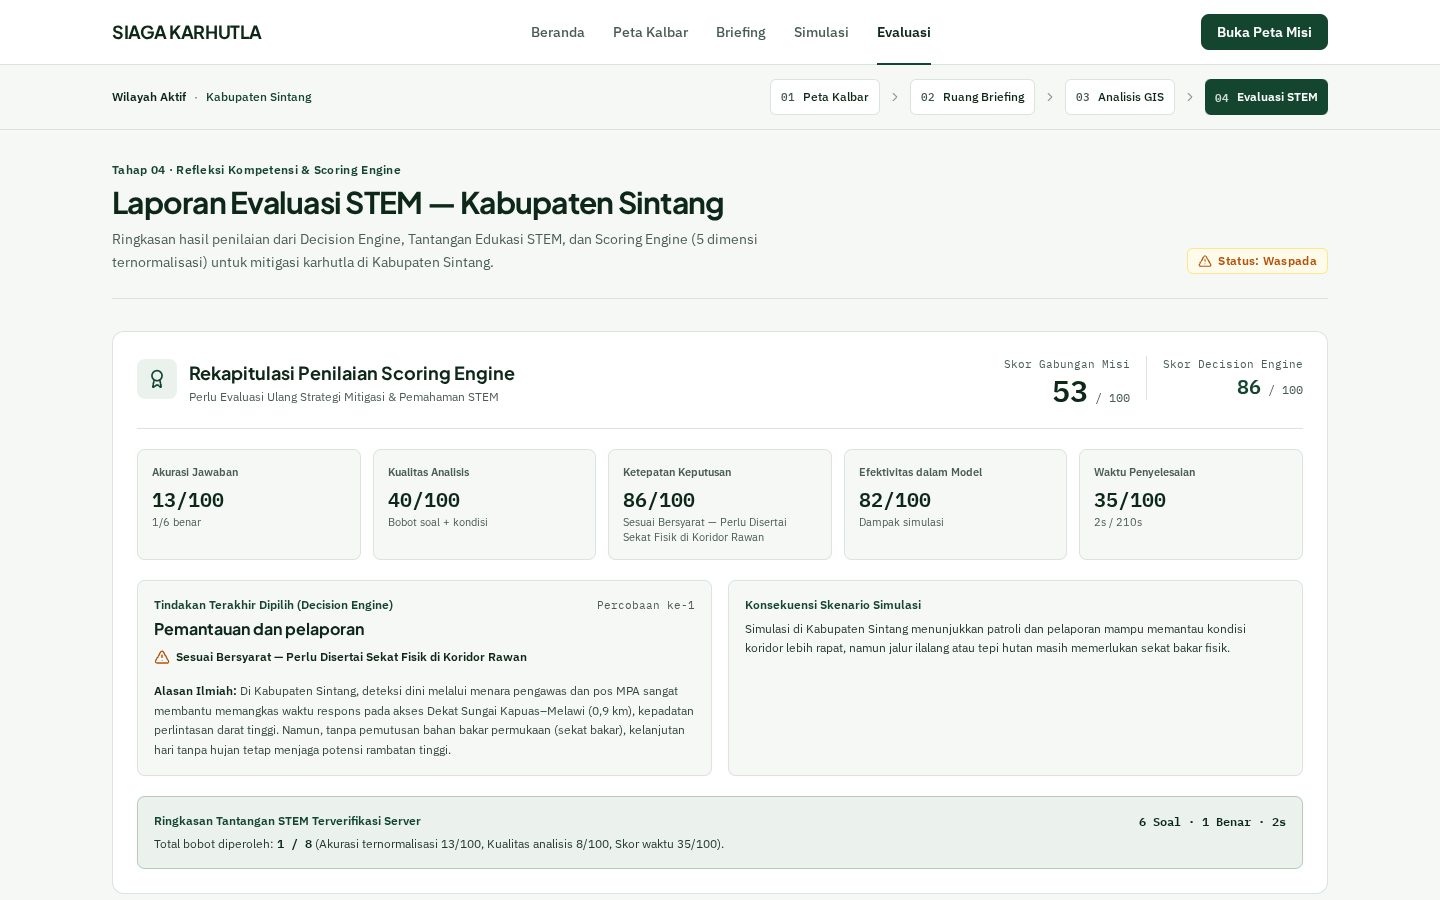 SIAGA KARHUTLA
Beranda
Peta Kalbar
Briefing
Simulasi
Evaluasi
Buka Peta Misi
Wilayah Aktif · Kabupaten Sintang
01 Peta Kalbar
02 Ruang Briefing
03 Analisis GIS
04 Evaluasi STEM
Tahap 04 · Refleksi Kompetensi & Scoring Engine
Laporan Evaluasi STEM — Kabupaten Sintang
Ringkasan hasil penilaian dari Decision Engine, Tantangan Edukasi STEM, dan Scoring Engine (5 dimensi
ternormalisasi) untuk mitigasi karhutla di Kabupaten Sintang.
Status: Waspada
Rekapitulasi Penilaian Scoring Engine
Perlu Evaluasi Ulang Strategi Mitigasi & Pemahaman STEM
Skor Gabungan Misi
53 / 100
Skor Decision Engine
86 / 100
Akurasi Jawaban
13/100
1/6 benar
Kualitas Analisis
40/100
Bobot soal + kondisi
Ketepatan Keputusan
86/100
Sesuai Bersyarat — Perlu Disertai
Sekat Fisik di Koridor Rawan
Efektivitas dalam Model
82/100
Dampak simulasi
Waktu Penyelesaian
35/100
2s / 210s
Tindakan Terakhir Dipilih (Decision Engine)
Percobaan ke-1
Pemantauan dan pelaporan
Sesuai Bersyarat — Perlu Disertai Sekat Fisik di Koridor Rawan
Alasan Ilmiah: Di Kabupaten Sintang, deteksi dini melalui menara pengawas dan pos MPA sangat
membantu memangkas waktu respons pada akses Dekat Sungai Kapuas–Melawi (0,9 km), kepadatan
perlintasan darat tinggi. Namun, tanpa pemutusan bahan bakar permukaan (sekat bakar), kelanjutan
hari tanpa hujan tetap menjaga potensi rambatan tinggi.
Konsekuensi Skenario Simulasi
Simulasi di Kabupaten Sintang menunjukkan patroli dan pelaporan mampu memantau kondisi
koridor lebih rapat, namun jalur ilalang atau tepi hutan masih memerlukan sekat bakar fisik.
Ringkasan Tantangan STEM Terverifikasi Server
6 Soal · 1 Benar · 2s
Total bobot diperoleh: 1 / 8 (Akurasi ternormalisasi 13/100, Kualitas analisis 8/100, Skor waktu 35/100).